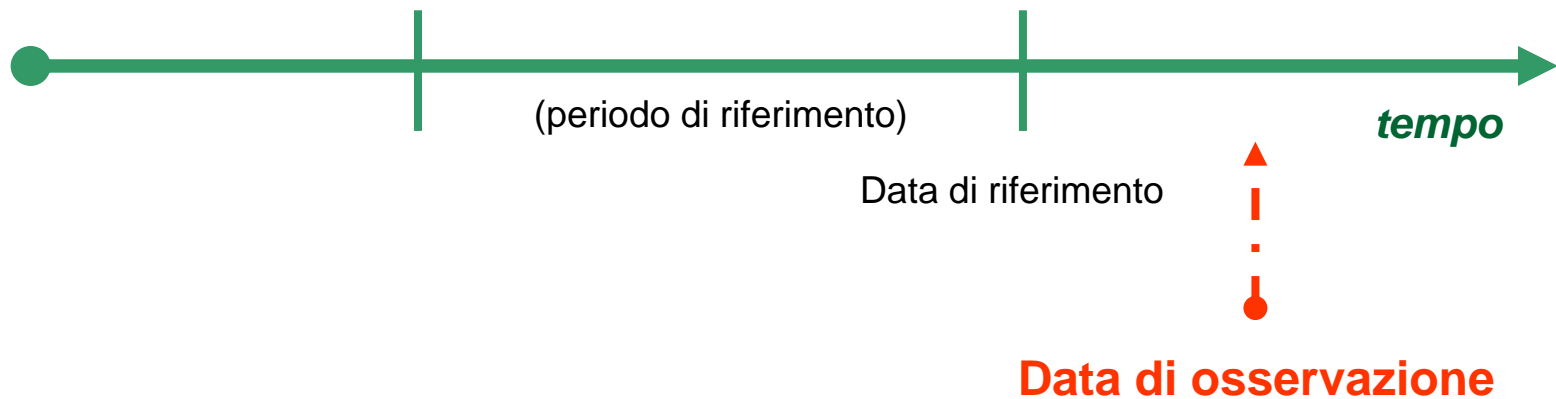 (periodo di riferimento)
tempo
Data di riferimento
Data di osservazione